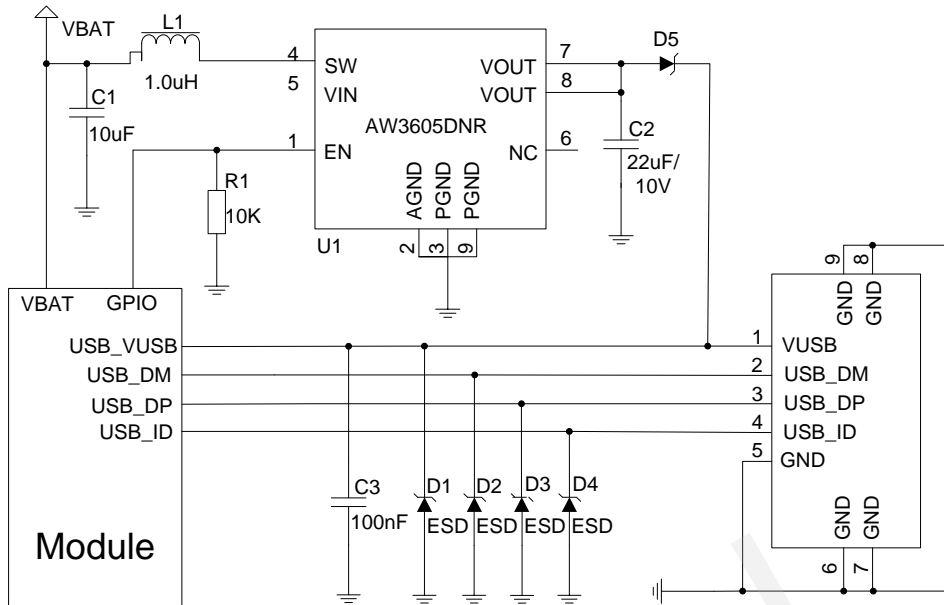 VBAT
L1
1.0uH
C1
10uF
4
5
1
SW
VIN
EN
AW3605DNR
VOUT
VOUT
NC
7
8
6
AGND
PGND
PGND
2
3
9
U1
D5
C2
22uF/
10V
R1
10K
VBAT
GPIO
USB_VUSB
USB_DM
USB_DP
USB_ID
Module
C3
100nF
D1
ESD
D2
ESD
D3
ESD
D4
ESD
9
8
GND
GND
1
VUSB
2
USB_DM
3
USB_DP
4
USB_ID
5
GND
GND
GND
6
7